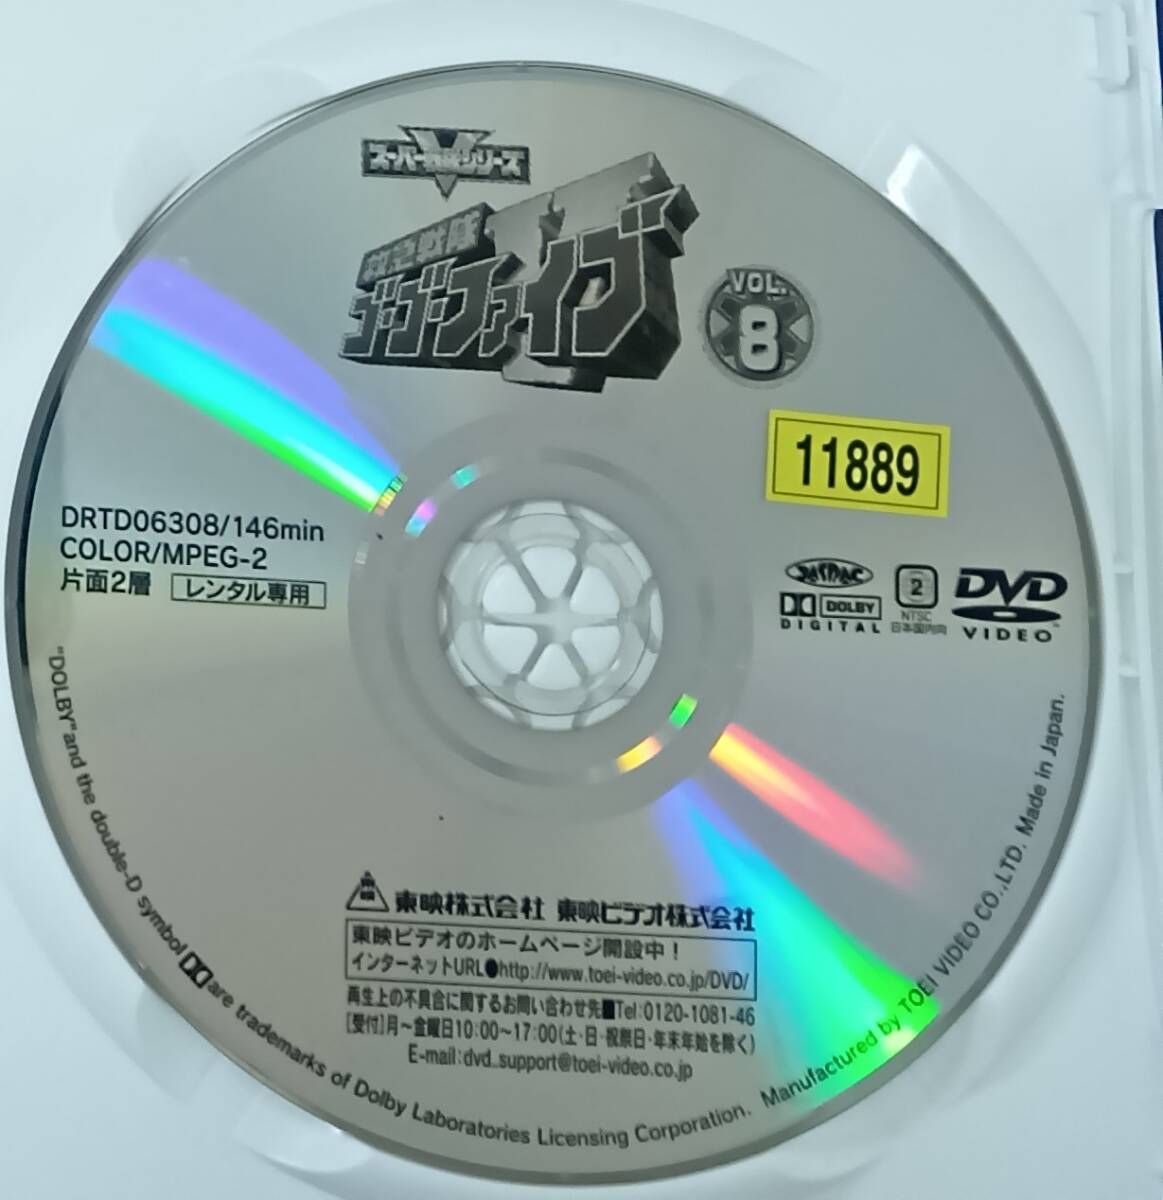 スーパー戦隊シリーズ
救急戦隊
ゴーゴーファイブ
VOL.
8
11889
DRTD06308/146min
COLOR/MPEG-2
片面2層 レンタル専用
DOLBY
DIGITAL
2
NTSC
日本国内向
DVD
VIDEO
東映株式会社 東映ビデオ株式会社
東映ビデオのホームページ開設中!
インターネットURL●http://www.toei-video.co.jp/DVD/
再生上の不具合に関するお問い合わせ先■Tel:0120-1081-46
[受付]月~金曜日10:00~17:00(土・日・祝祭日・年末年始を除く)
E-mail:dvd_support@toei-video.co.jp
"DOLBY" and the double-D symbol are trademarks of Dolby Laboratories Licensing Corporation. Manufactured by TOEI VIDEO CO.,LTD. Made in Japan.